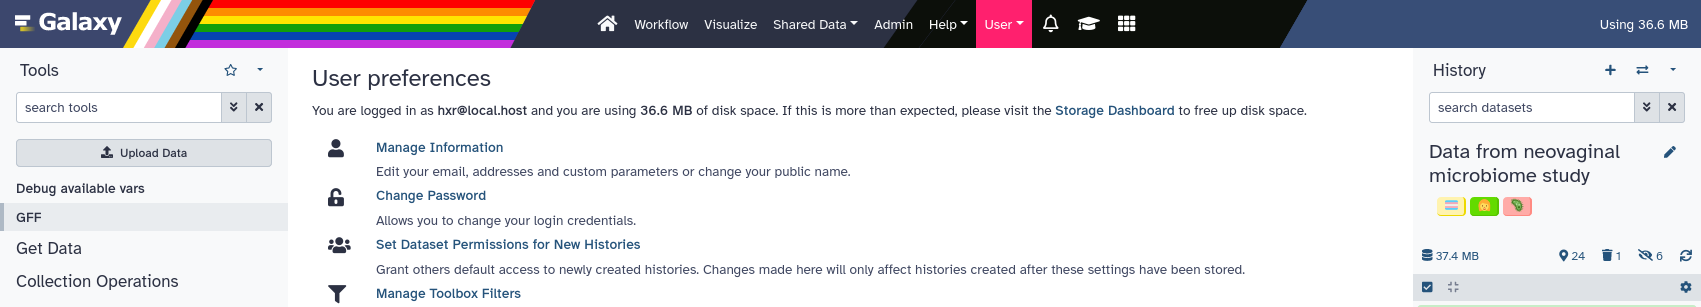 Galaxy
Workflow Visualize Shared Data Admin Help User
Using 36.6 MB
Tools
search tools
Upload Data
Debug available vars
GFF
Get Data
Collection Operations
User preferences
You are logged in as hxr@local.host and you are using 36.6 MB of disk space. If this is more than expected, please visit the Storage Dashboard to free up disk space.
Manage Information
Edit your email, addresses and custom parameters or change your public name.
Change Password
Allows you to change your login credentials.
Set Dataset Permissions for New Histories
Grant others default access to newly created histories. Changes made here will only affect histories created after these settings have been stored.
Manage Toolbox Filters
History
search datasets
Data from neovaginal
microbiome study
37.4 MB 24 1 6